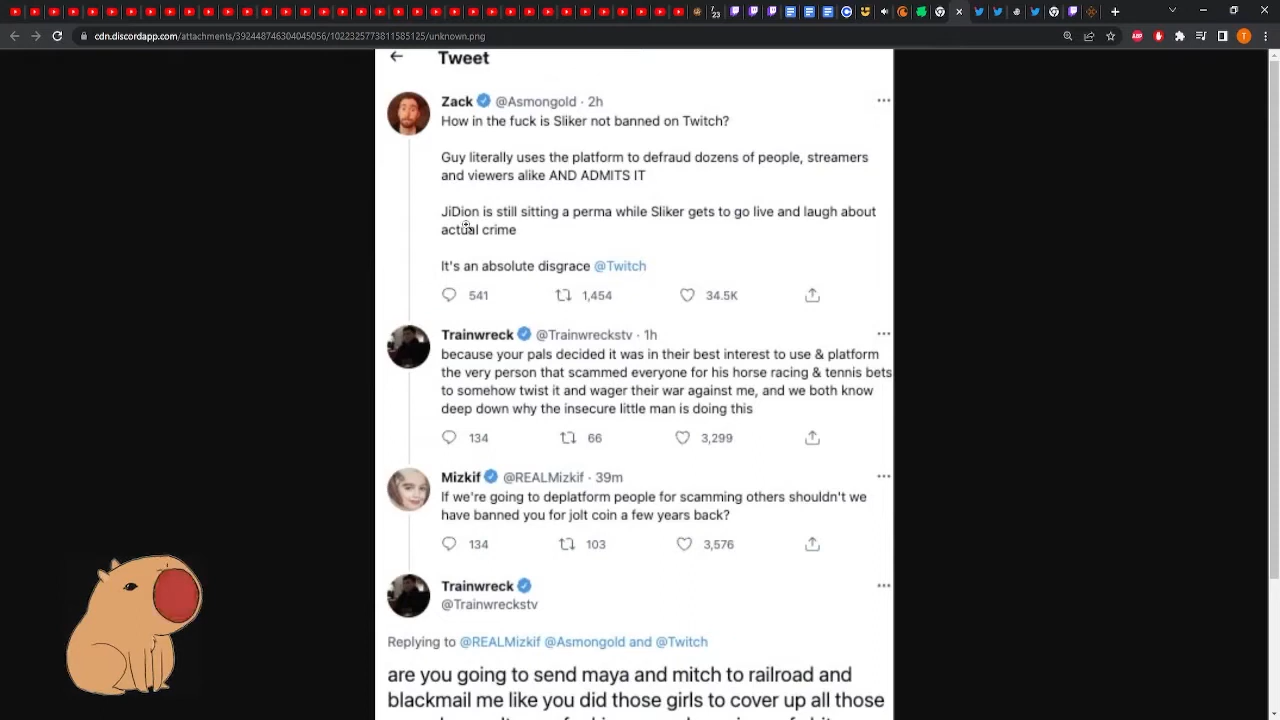 23
cdn.discordapp.com/attachments/392448746304045056/1022325773811585125/unknown.png
Tweet
Zack @Asmongold · 2h
How in the fuck is Sliker not banned on Twitch?
Guy literally uses the platform to defraud dozens of people, streamers
and viewers alike AND ADMITS IT
JiDion is still sitting a perma while Sliker gets to go live and laugh about
actual crime
It's an absolute disgrace @Twitch
541 1,454 34.5K
Trainwreck @Trainwreckstv · 1h
because your pals decided it was in their best interest to use & platform
the very person that scammed everyone for his horse racing & tennis bets
to somehow twist it and wager their war against me, and we both know
deep down why the insecure little man is doing this
134 66 3,299
Mizkif @REALMizkif · 39m
If we're going to deplatform people for scamming others shouldn't we
have banned you for jolt coin a few years back?
134 103 3,576
Trainwreck
@Trainwreckstv
Replying to @REALMizkif @Asmongold and @Twitch
are you going to send maya and mitch to railroad and
blackmail me like you did those girls to cover up all those